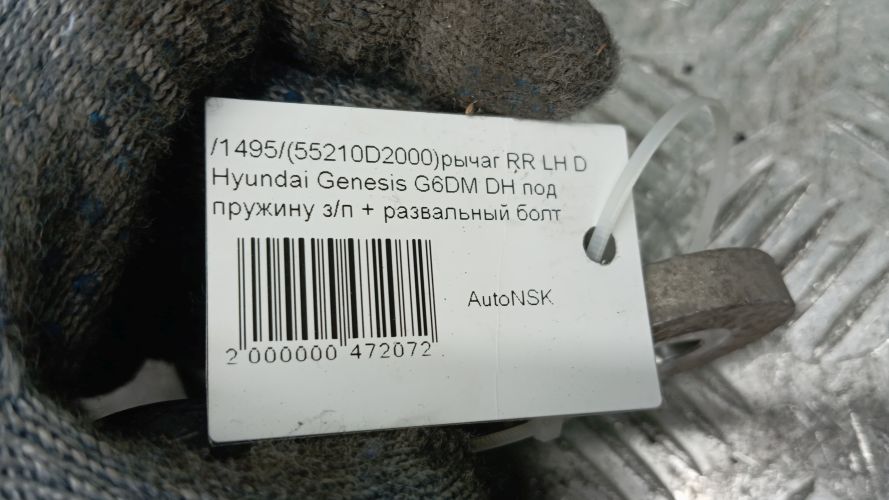 /1495/(55210D2000)рычаг RR LH D
Hyundai Genesis G6DM DH под
пружину з/п + развальный болт
AutoNSK
2 000000 472072